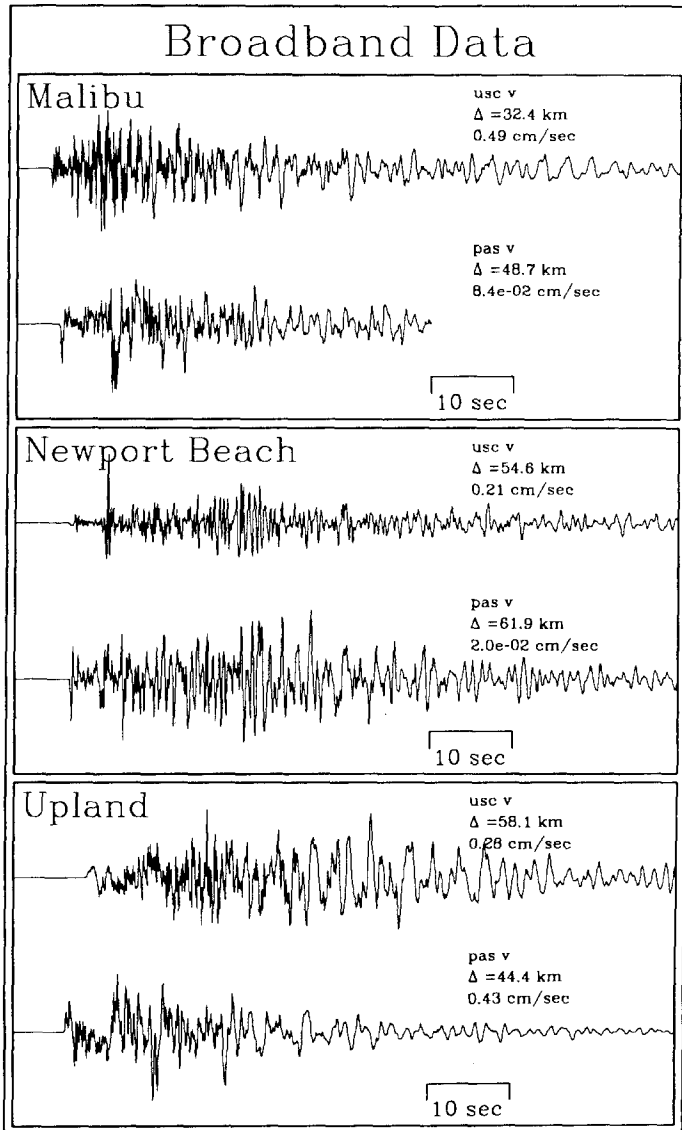 Broadband Data
Malibu
usc v
Δ =32.4 km
0.49 cm/sec
pas v
Δ =48.7 km
8.4e-02 cm/sec
10 sec
Newport Beach
usc v
Δ =54.6 km
0.21 cm/sec
pas v
Δ =61.9 km
2.0e-02 cm/sec
10 sec
Upland
usc v
Δ =58.1 km
0.28 cm/sec
pas v
Δ =44.4 km
0.43 cm/sec
10 sec